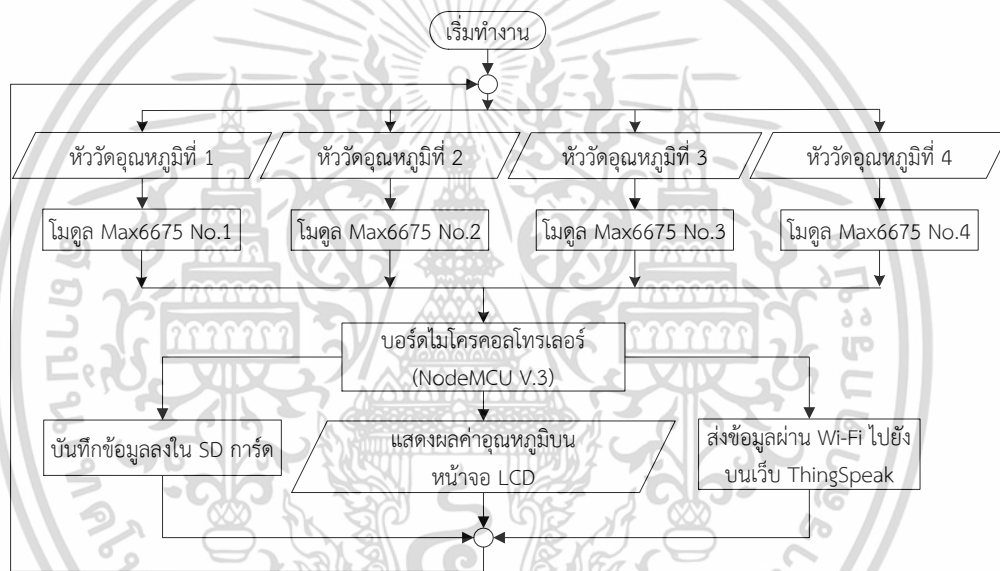 เริ่มทำงาน
หัววัดอุณหภูมิที่ 1
หัววัดอุณหภูมิที่ 2
หัววัดอุณหภูมิที่ 3
หัววัดอุณหภูมิที่ 4
โมดูล Max6675 No.1
โมดูล Max6675 No.2
โมดูล Max6675 No.3
โมดูล Max6675 No.4
บอร์ดไมโครคอลโทรเลอร์
(NodeMCU V.3)
บันทึกข้อมูลลงใน SD การ์ด
แสดงผลค่าอุณหภูมิบน
หน้าจอ LCD
ส่งข้อมูลผ่าน Wi-Fi ไปยัง
บนเว็บ ThingSpeak